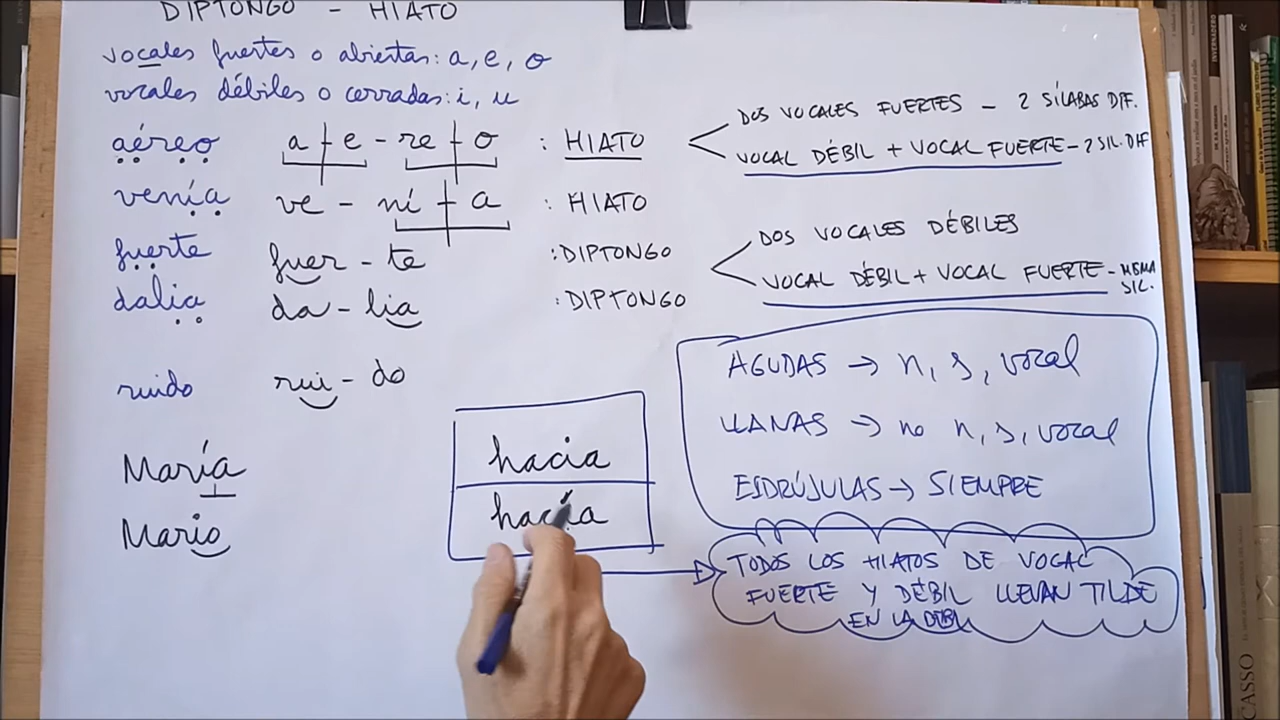 DIPTONGO - HIATO
vocales fuertes o abiertas: a, e, o
vocales débiles o cerradas: i, u
aéreo a - e - re - o : HIATO
DOS VOCALES FUERTES - 2 SÍLABAS DIF.
VOCAL DÉBIL + VOCAL FUERTE - 2 SIL. DIF
venía ve - ní - a : HIATO
fuerte fuer - te : DIPTONGO
DOS VOCALES DÉBILES
VOCAL DÉBIL + VOCAL FUERTE - MISMA SIL.
dalia da - lia : DIPTONGO
ruido rui - do
María
Mario
hacia
hacía
AGUDAS → n, s, vocal
LLANAS → no n, s, vocal
ESDRÚJULAS → SIEMPRE
TODOS LOS HIATOS DE VOCAL
FUERTE Y DÉBIL LLEVAN TILDE
EN LA DÉBIL
INVERNADERO
CASSO